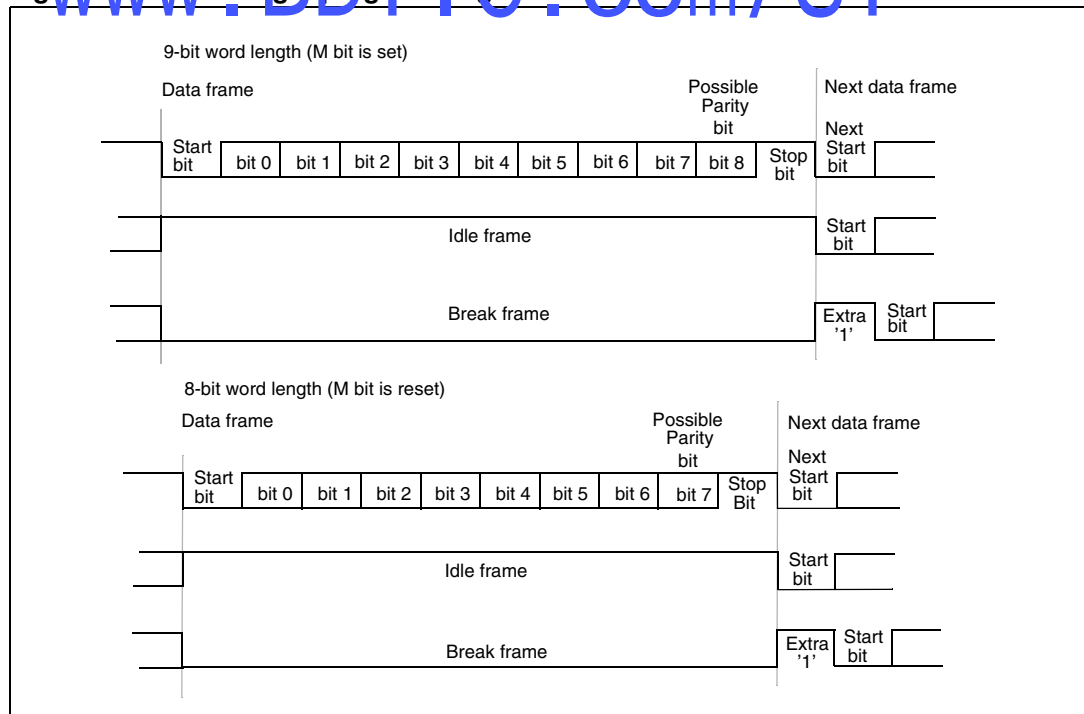 www.BDTTC.com/ST
9-bit word length (M bit is set)
Data frame
Possible
Parity
bit
Next data frame
Start
bit
bit 0
bit 1
bit 2
bit 3
bit 4
bit 5
bit 6
bit 7
bit 8
Stop
bit
Next
Start
bit
Idle frame
Start
bit
Break frame
Extra
'1'
Start
bit
8-bit word length (M bit is reset)
Data frame
Possible
Parity
bit
Next data frame
Start
bit
bit 0
bit 1
bit 2
bit 3
bit 4
bit 5
bit 6
bit 7
Stop
Bit
Next
Start
bit
Idle frame
Start
bit
Break frame
Extra
'1'
Start
bit